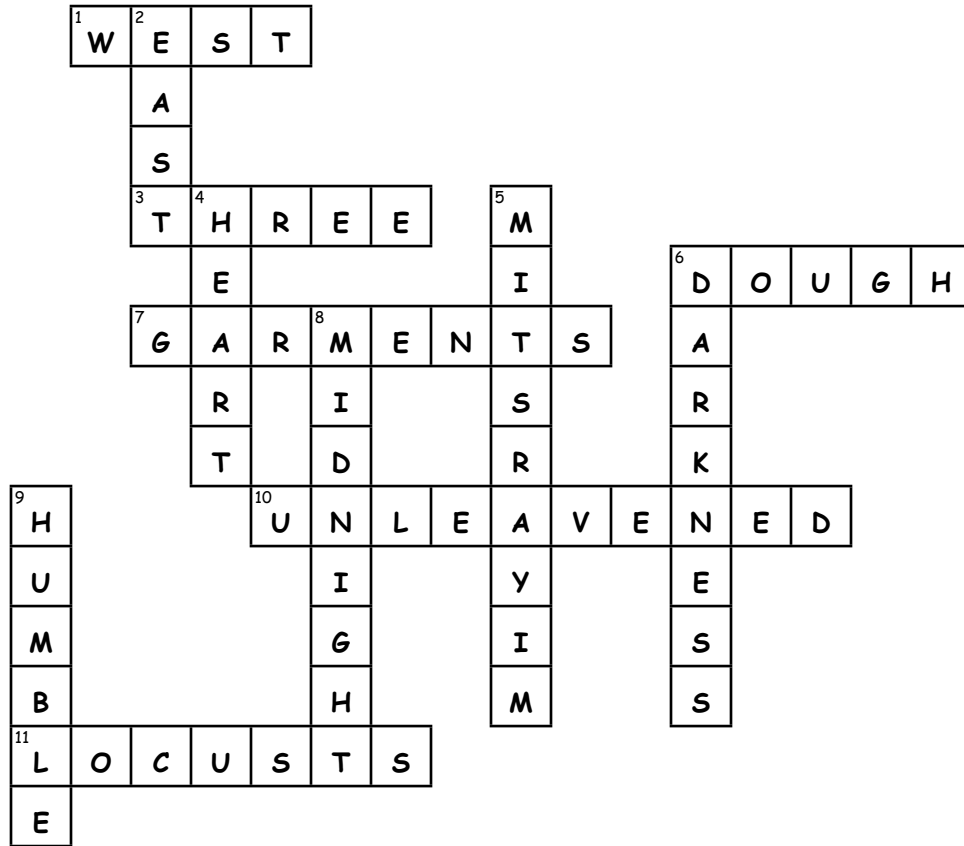 1 W 2 E S T
A
S
3 T 4 H R E E 5 M
E I 6 D O U G H
7 G A R 8 M E N T S A
R I S R
T D R K
9 H 10 U N L E A V E N E D
U I Y E
M G I S
B H M S
11 L O C U S T S
E